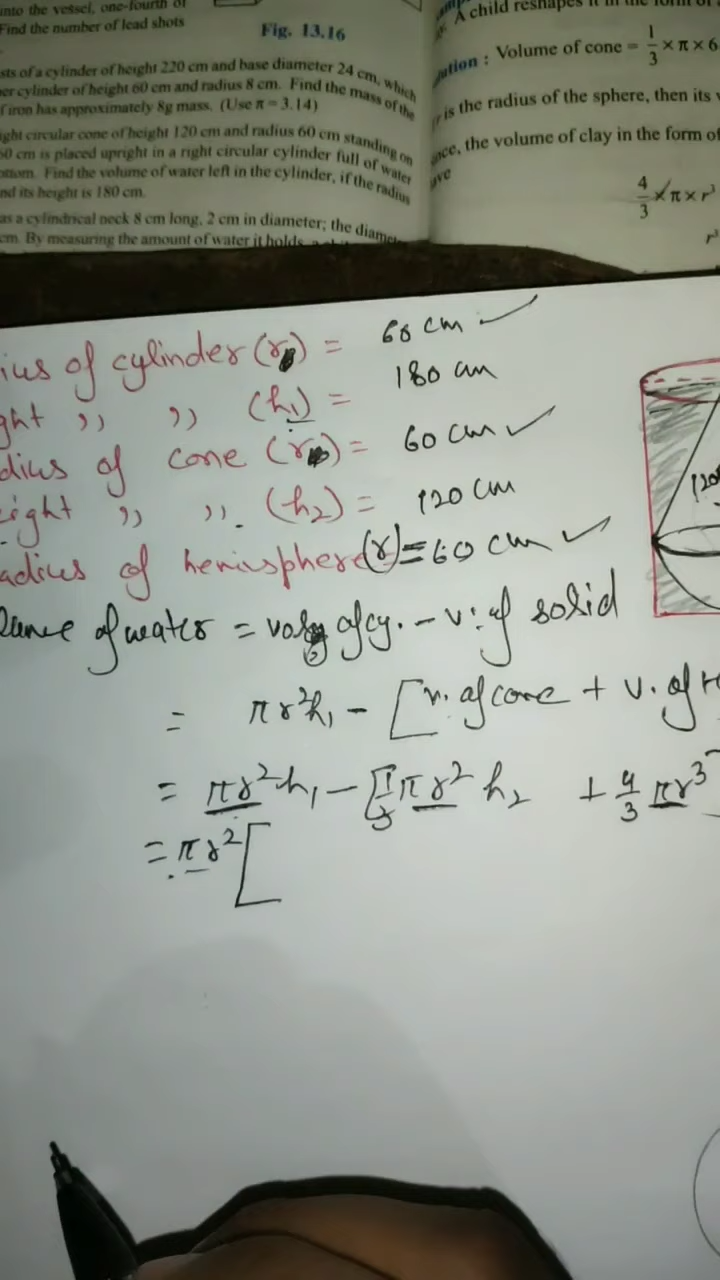 into the vessel, one-fourth of
Find the number of lead shots
Fig. 13.16
sts of a cylinder of height 220 cm and base diameter 24 cm, which
er cylinder of height 60 cm and radius 8 cm. Find the mass of the
f iron has approximately 8g mass. (Use π = 3.14)
ght circular cone of height 120 cm and radius 60 cm standing on
60 cm is placed upright in a right circular cylinder full of water
ottom. Find the volume of water left in the cylinder, if the radius
nd its height is 180 cm.
as a cylindrical neck 8 cm long, 2 cm in diameter; the diameter
cm. By measuring the amount of water it holds, a
A child reshapes it in the form of
ution : Volume of cone = 1/3 × π × 6
r is the radius of the sphere, then its v
nce, the volume of clay in the form of
ave
4/3 × π × r³
r³
ius of cylinder (r) = 60 cm ✓
ght ,, ,, (h₁) = 180 cm
dius of cone (r) = 60 cm ✓
eight ,, ,,. (h₂) = 120 cm
adius of hemisphere (r) = 60 cm ✓
lume of water = vol of cy. - v. of solid
= πr²h₁ - [v. of cone + v. of H
= πr²h₁ - [1/3 πr² h₂ + 4/3 πr³
= πr² [
120